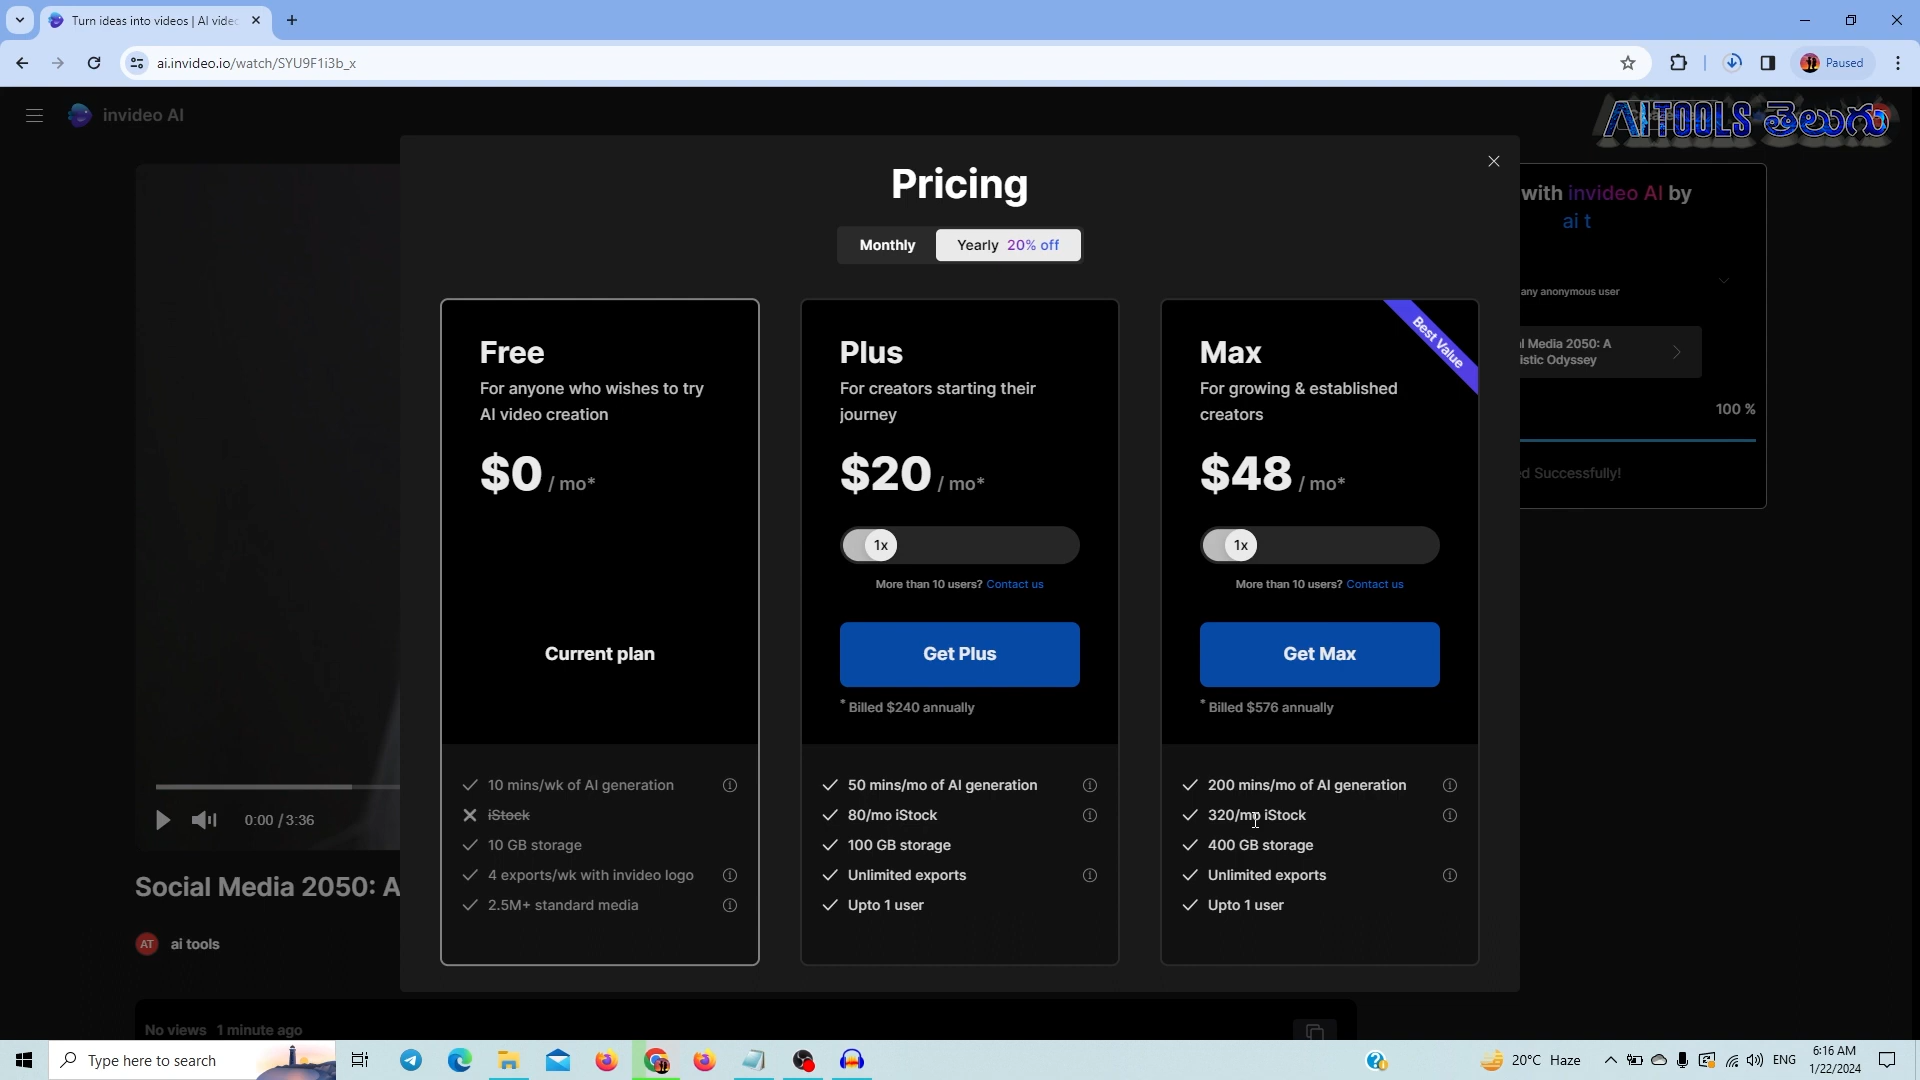 Turn ideas into videos | AI videc
ai.invideo.io/watch/SYU9F1i3b_x
Paused
invideo AI
AI TOOLS తెలుగు
Pricing
Monthly
Yearly 20% off
with invideo AI by
ai t
any anonymous user
al Media 2050: A
istic Odyssey
100 %
ed Successfully!
Free
For anyone who wishes to try
AI video creation
$0 / mo*
Current plan
10 mins/wk of AI generation
iStock
10 GB storage
4 exports/wk with invideo logo
2.5M+ standard media
Plus
For creators starting their
journey
$20 / mo*
1x
More than 10 users? Contact us
Get Plus
* Billed $240 annually
50 mins/mo of AI generation
80/mo iStock
100 GB storage
Unlimited exports
Upto 1 user
Best Value
Max
For growing & established
creators
$48 / mo*
1x
More than 10 users? Contact us
Get Max
* Billed $576 annually
200 mins/mo of AI generation
320/mo iStock
400 GB storage
Unlimited exports
Upto 1 user
0:00 / 3:36
Social Media 2050: A
AT ai tools
No views 1 minute ago
Type here to search
20°C Haze
ENG
6:16 AM
1/22/2024